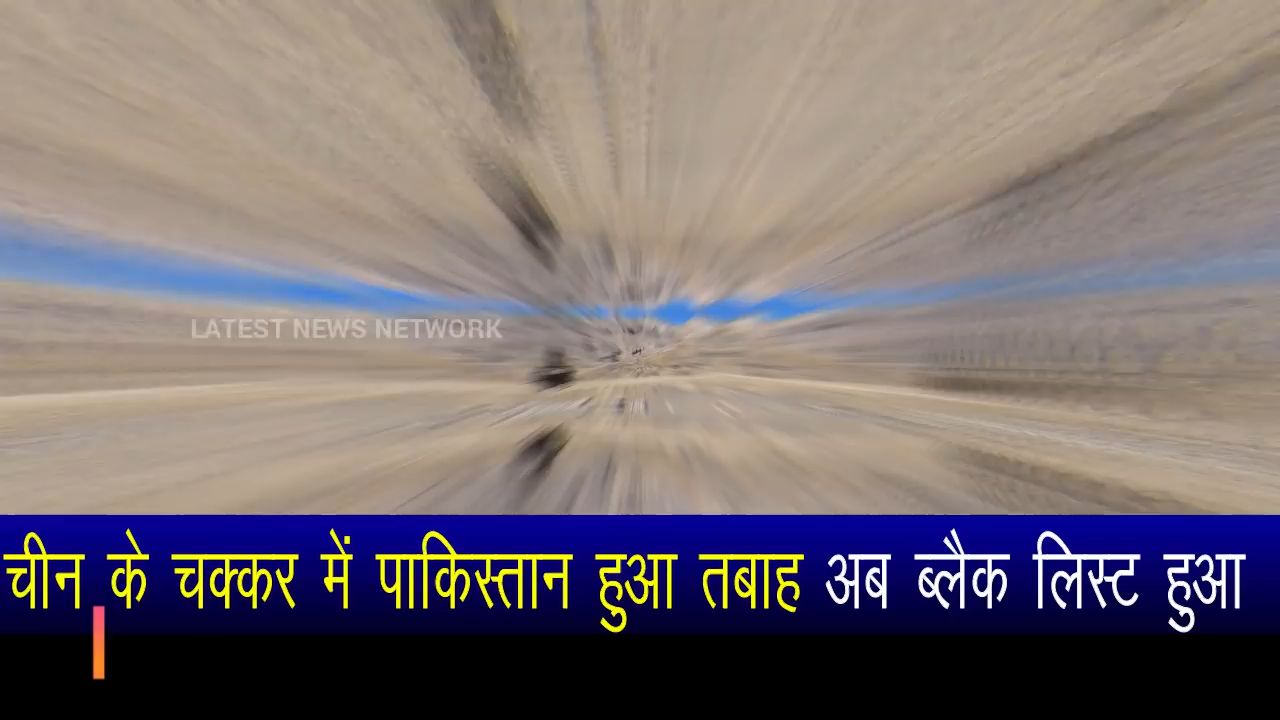 LATEST NEWS NETWORK
चीन के चक्कर में पाकिस्तान हुआ तबाह अब ब्लैक लिस्ट हुआ